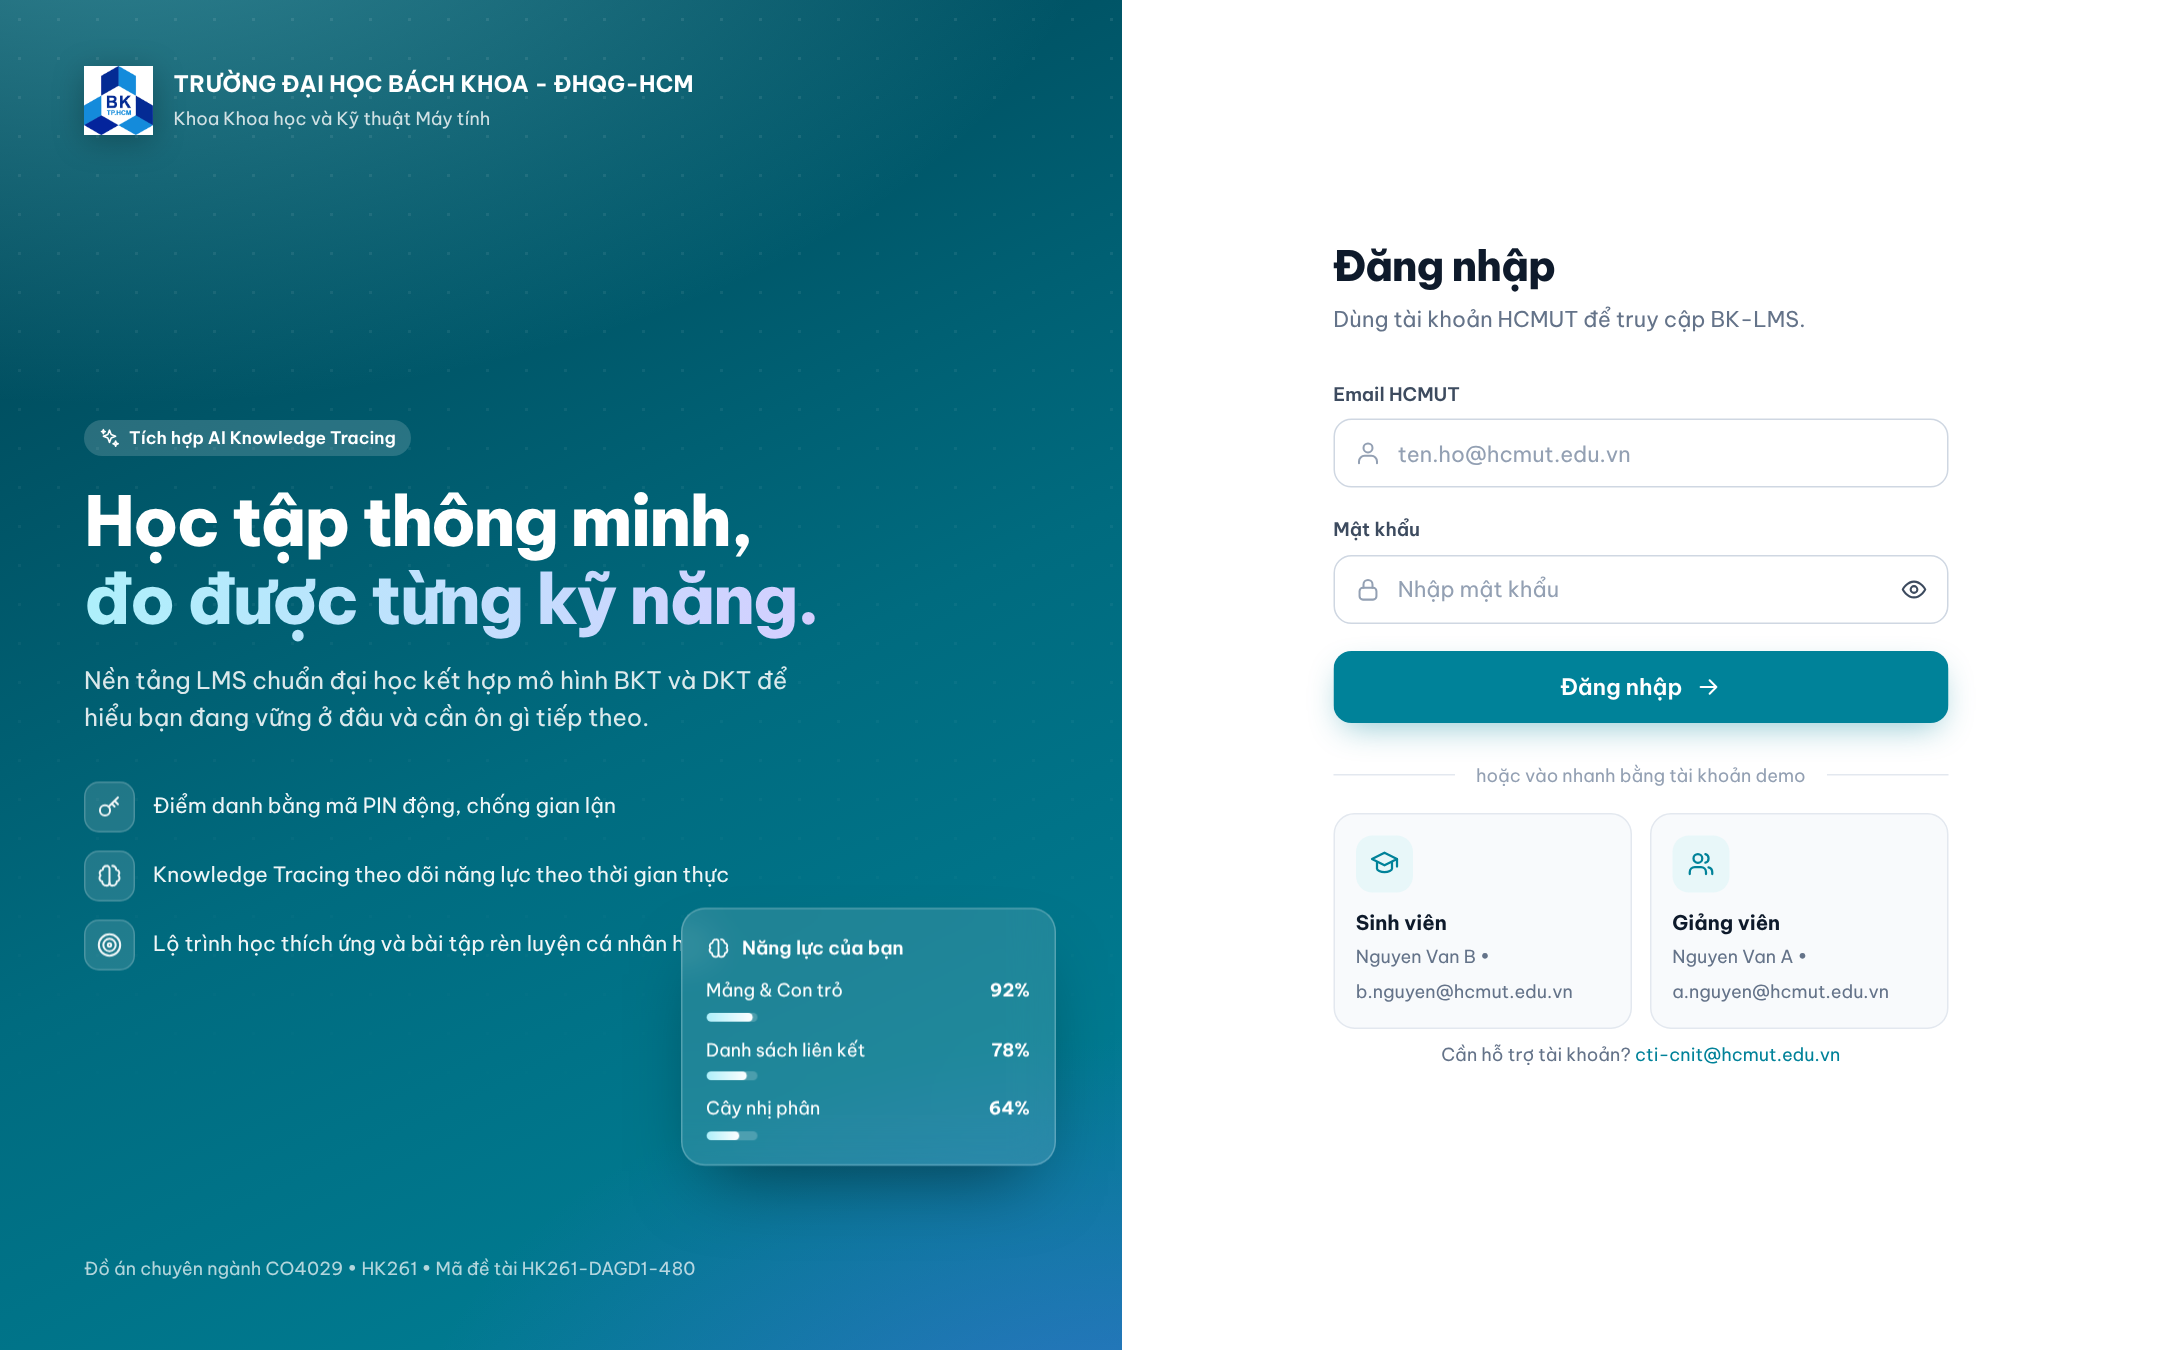 BK
TP.HCM
TRƯỜNG ĐẠI HỌC BÁCH KHOA - ĐHQG-HCM
Khoa Khoa học và Kỹ thuật Máy tính
Tích hợp AI Knowledge Tracing
Học tập thông minh,
đo được từng kỹ năng.
Nền tảng LMS chuẩn đại học kết hợp mô hình BKT và DKT để
hiểu bạn đang vững ở đâu và cần ôn gì tiếp theo.
Điểm danh bằng mã PIN động, chống gian lận
Knowledge Tracing theo dõi năng lực theo thời gian thực
Lộ trình học thích ứng và bài tập rèn luyện cá nhân
Năng lực của bạn
Mảng & Con trỏ 92%
Danh sách liên kết 78%
Cây nhị phân 64%
Đồ án chuyên ngành CO4029 • HK261 • Mã đề tài HK261-DAGD1-480
Đăng nhập
Dùng tài khoản HCMUT để truy cập BK-LMS.
Email HCMUT
ten.ho@hcmut.edu.vn
Mật khẩu
Nhập mật khẩu
Đăng nhập →
hoặc vào nhanh bằng tài khoản demo
Sinh viên
Nguyen Van B •
b.nguyen@hcmut.edu.vn
Giảng viên
Nguyen Van A •
a.nguyen@hcmut.edu.vn
Cần hỗ trợ tài khoản? cti-cnit@hcmut.edu.vn